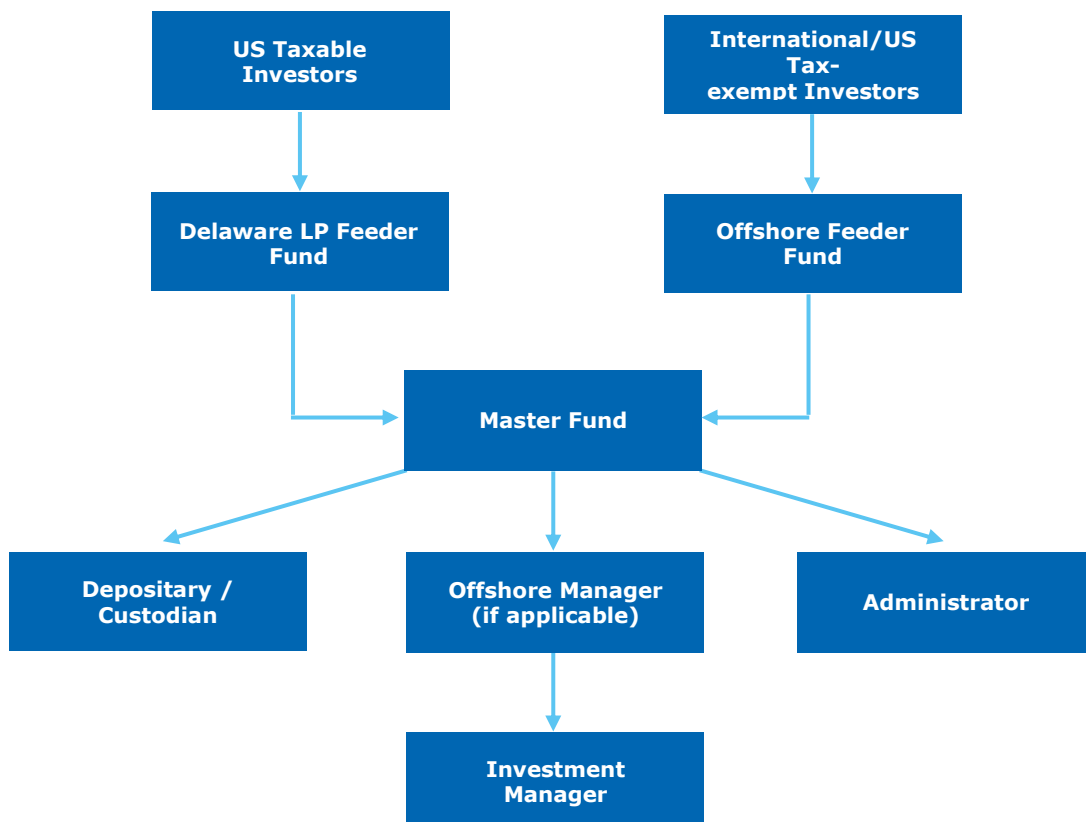 US Taxable
Investors
International/US
Tax-
exempt Investors
Delaware LP Feeder
Fund
Offshore Feeder
Fund
Master Fund
Depositary /
Custodian
Offshore Manager
(if applicable)
Administrator
Investment
Manager